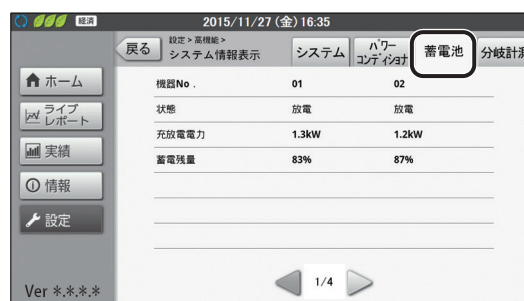 経済
2015/11/27 (金) 16:35
戻る
設定 > 高機能 >
システム情報表示
システム
パワー
コンディショナ
蓄電池
分岐計測
ホーム
ライブ
レポート
実績
情報
設定
機器No . 01 02
状態 放電 放電
充放電電力 1.3kW 1.2kW
蓄電残量 83% 87%
1/4
Ver *.*.*.*